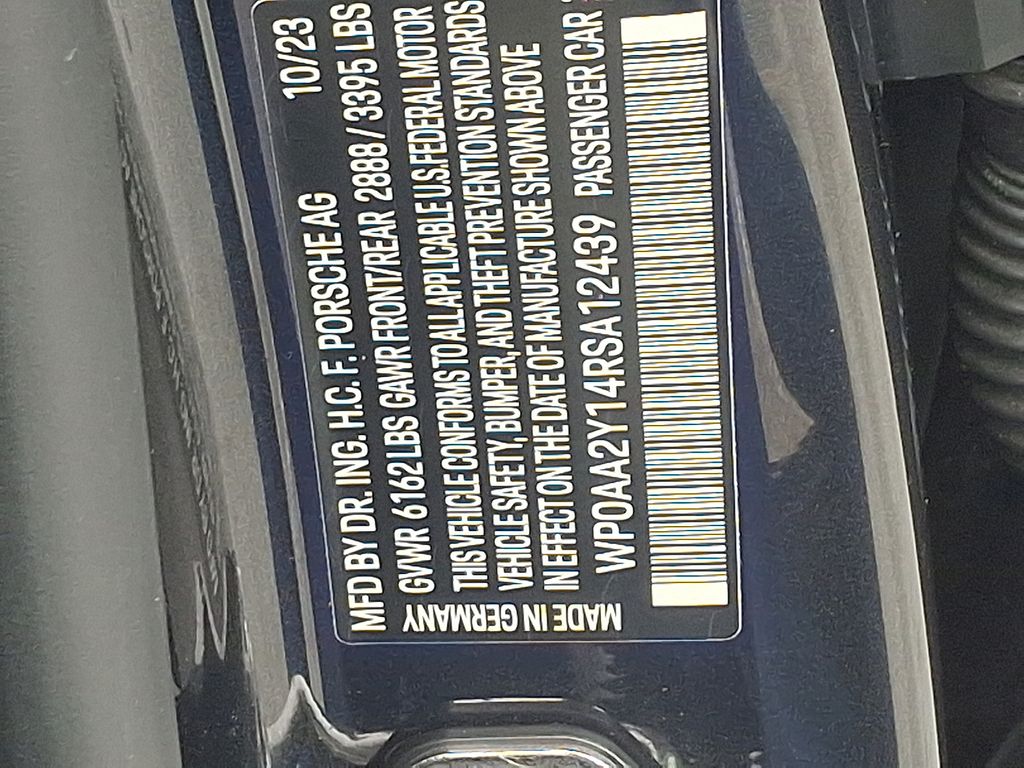 MFD BY DR. ING. H.C. F. PORSCHE AG 10/23
GVWR 6162 LBS GAWR FRONT/REAR 2888 / 3395 LBS
THIS VEHICLE CONFORMS TO ALL APPLICABLE US FEDERAL MOTOR
VEHICLE SAFETY, BUMPER, AND THEFT PREVENTION STANDARDS
IN EFFECT ON THE DATE OF MANUFACTURE SHOWN ABOVE
WP0AA2Y14RSA12439 PASSENGER CAR
MADE IN GERMANY